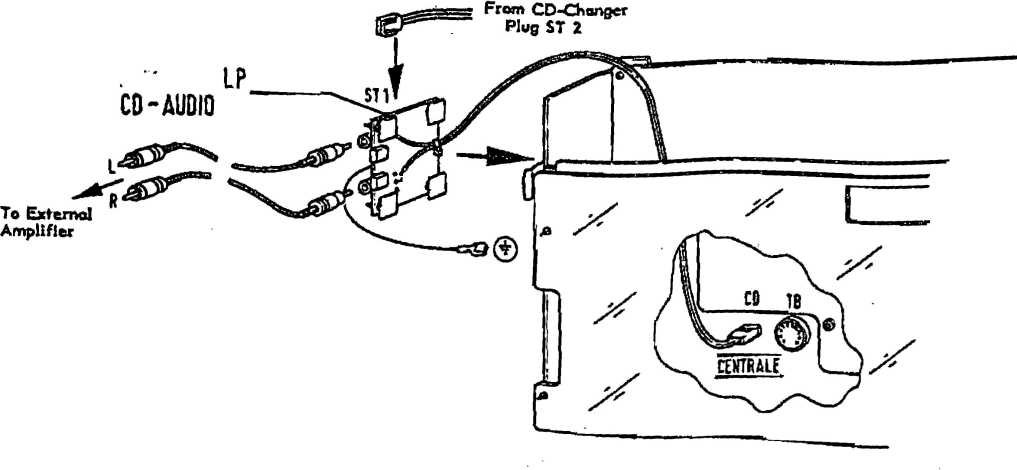 From CD-Changer
Plug ST 2
LP
ST1
CD-AUDIO
L
R
To External
Amplifier
CD TB
CENTRALE